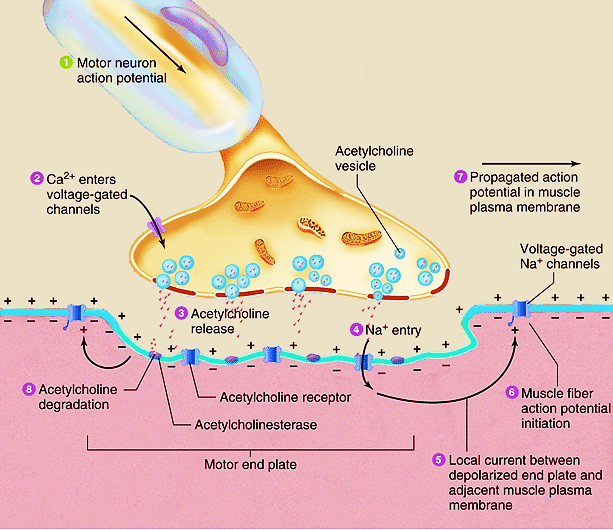 1 Motor neuron
action potential
2 Ca²⁺ enters
voltage-gated
channels
Acetylcholine
vesicle
7 Propagated action
potential in muscle
plasma membrane
Voltage-gated
Na⁺ channels
3 Acetylcholine
release
4 Na⁺ entry
8 Acetylcholine
degradation
Acetylcholine receptor
Acetylcholinesterase
6 Muscle fiber
action potential
initiation
Motor end plate
5 Local current between
depolarized end plate and
adjacent muscle plasma
membrane